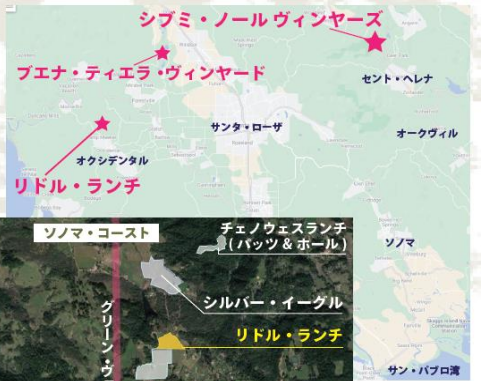 シブミ・ノール ヴィンヤーズ
ブエナ・ティエラ・ヴィンヤード
セント・ヘレナ
サンタ・ローザ
オークヴィル
オクシデンタル
リドル・ランチ
ソノマ・コースト
チェノウェスランチ
(パッツ&ホール)
ソノマ
シルバー・イーグル
グリーン・ヴ
リドル・ランチ
サン・パブロ湾